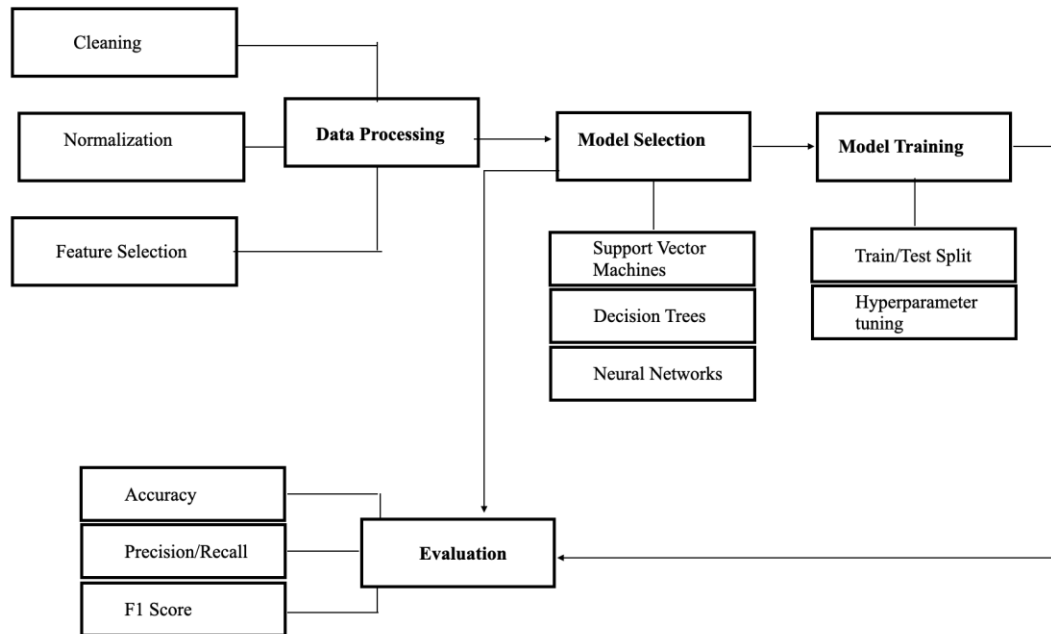 Cleaning
Normalization
Data Processing
Model Selection
Model Training
Feature Selection
Support Vector
Machines
Decision Trees
Neural Networks
Train/Test Split
Hyperparameter
tuning
Accuracy
Precision/Recall
F1 Score
Evaluation